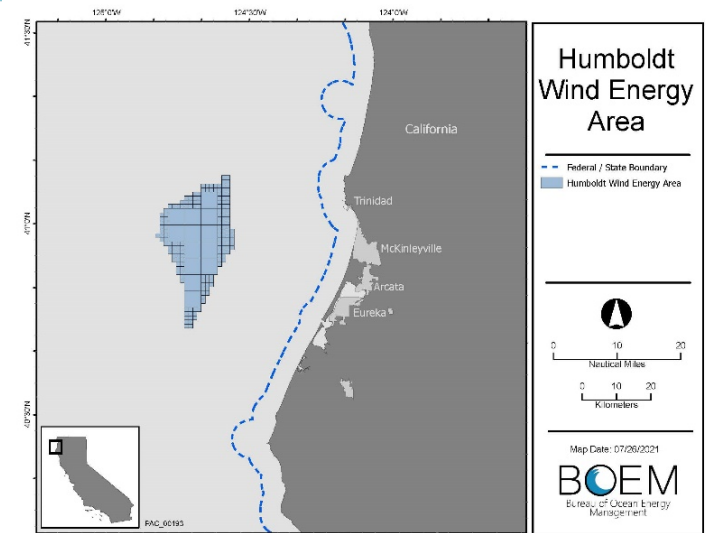 125°0'W 124°30'W 124°0'W
41°30'N
41°0'N
40°30'N
California
Trinidad
McKinleyville
Arcata
Eureka
PAC_00193
Humboldt
Wind Energy
Area
Federal / State Boundary
Humboldt Wind Energy Area
0 10 20
Nautical Miles
0 10 20
Kilometers
Map Date: 07/26/2021
BOEM
Bureau of Ocean Energy
Management